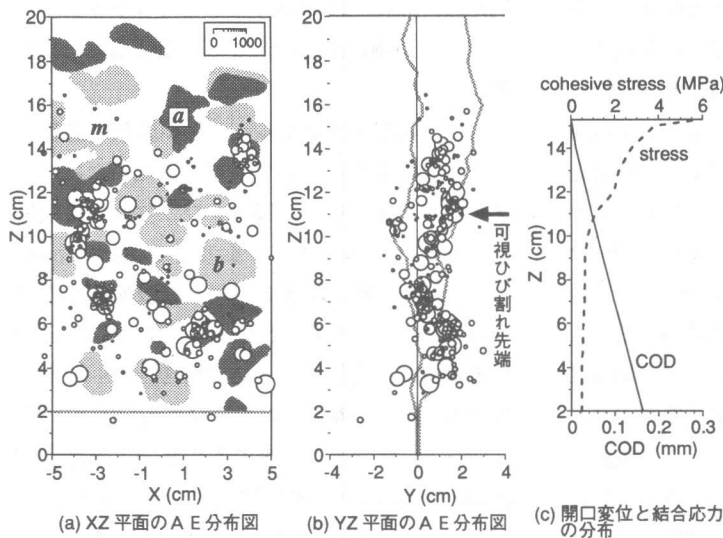 0 1000
20
18
16
14
12
10
8
6
4
2
0
Z (cm)
m
a
b
-5 -3 -1 1 3 5
X (cm)
(a) XZ 平面のAE分布図
20
18
16
14
12
10
8
6
4
2
0
Z (cm)
可視ひび割れ先端
-4 -2 0 2 4
Y (cm)
(b) YZ 平面のAE分布図
cohesive stress (MPa)
0 2 4 6
stress
14
12
10
8
6
4
2
0
Z (cm)
COD
0 0.1 0.2 0.3
COD (mm)
(c) 開口変位と結合応力
の分布